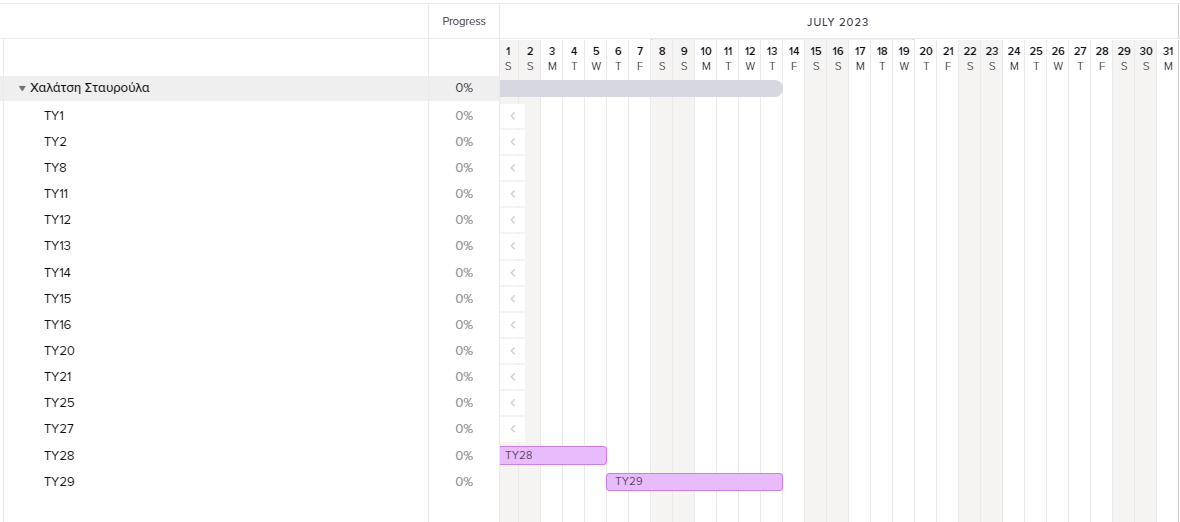 Progress JULY 2023
1 2 3 4 5 6 7 8 9 10 11 12 13 14 15 16 17 18 19 20 21 22 23 24 25 26 27 28 29 30 31
S S M T W T F S S M T W T F S S M T W T F S S M T W T F S S M
Χαλάτση Σταυρούλα 0%
TY1 0%
TY2 0%
TY8 0%
TY11 0%
TY12 0%
TY13 0%
TY14 0%
TY15 0%
TY16 0%
TY20 0%
TY21 0%
TY25 0%
TY27 0%
TY28 0% TY28
TY29 0% TY29